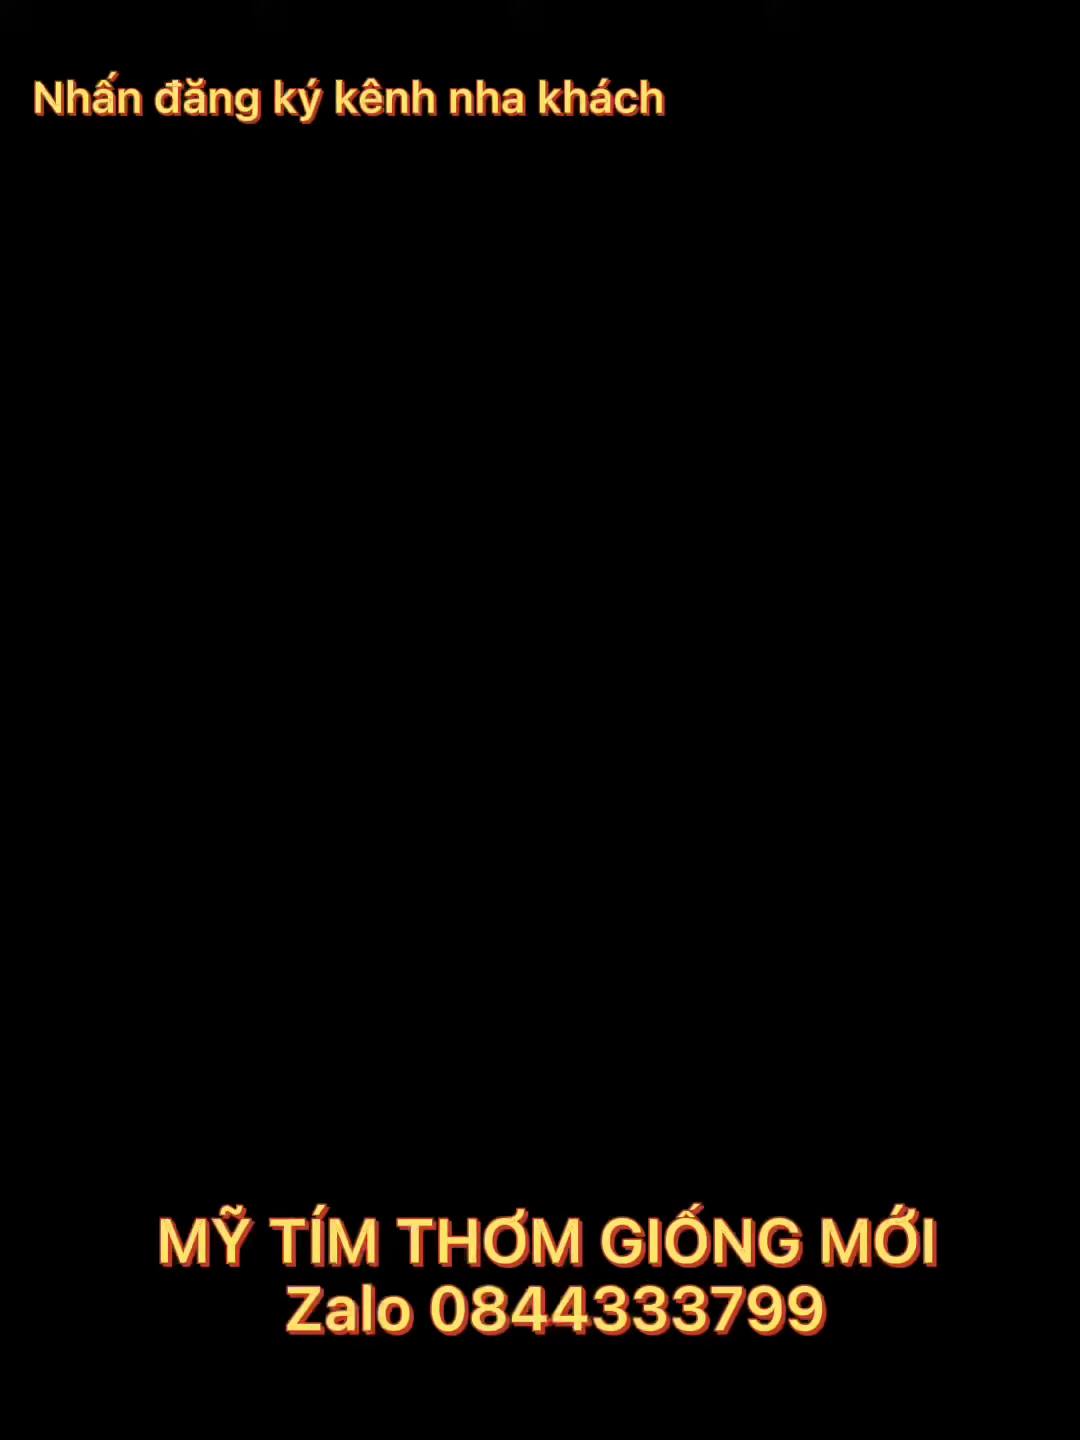 Nhấn đăng ký kênh nha khách
MỸ TÍM THƠM GIỐNG MỚI
Zalo 0844333799